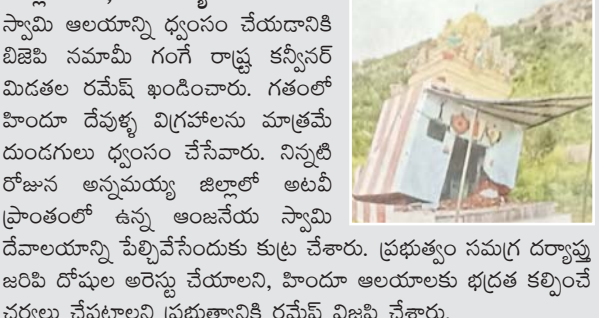 స్వామి ఆలయాన్ని ధ్వంసం చేయడానికి
బిజెపి నమామీ గంగే రాష్ట్ర కన్వీనర్
మిడతల రమేష్ ఖండించారు. గతంలో
హిందూ దేవుళ్ళ విగ్రహాలను మాత్రమే
దుండగులు ధ్వంసం చేసేవారు. నిన్నటి
రోజున అన్నమయ్య జిల్లాలో అటవీ
ప్రాంతంలో ఉన్న ఆంజనేయ స్వామి
దేవాలయాన్ని పేల్చివేసేందుకు కుట్ర చేశారు. ప్రభుత్వం సమగ్ర దర్యాప్తు
జరిపి దోషుల అరెస్టు చేయాలని, హిందూ ఆలయాలకు భద్రత కల్పించే
చర్యలు చేపట్టాలని ప్రభుత్వానికి రమేష్ విజ్ఞప్తి చేశారు.